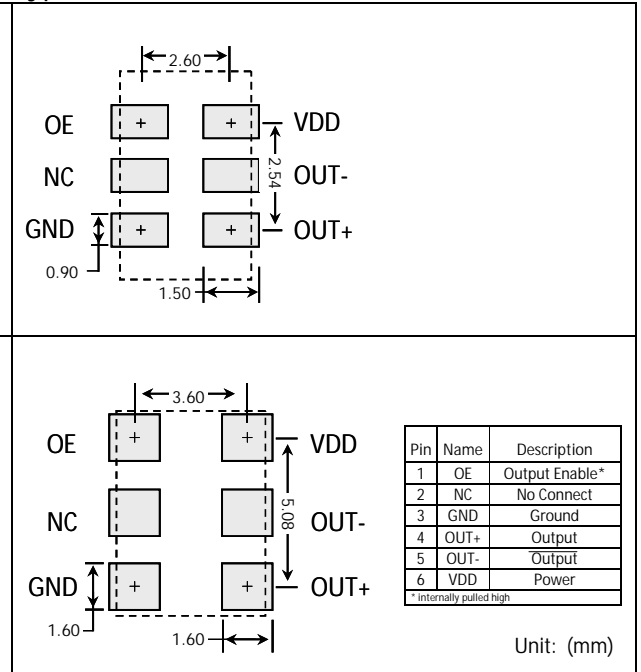 2.60
OE
VDD
NC
2.54
OUT-
GND
OUT+
0.90
1.50
3.60
OE
VDD
NC
5.08
OUT-
GND
OUT+
1.60
1.60
Pin Name Description
1 OE Output Enable*
2 NC No Connect
3 GND Ground
4 OUT+ Output
5 OUT- Output
6 VDD Power
* internally pulled high
Unit: (mm)